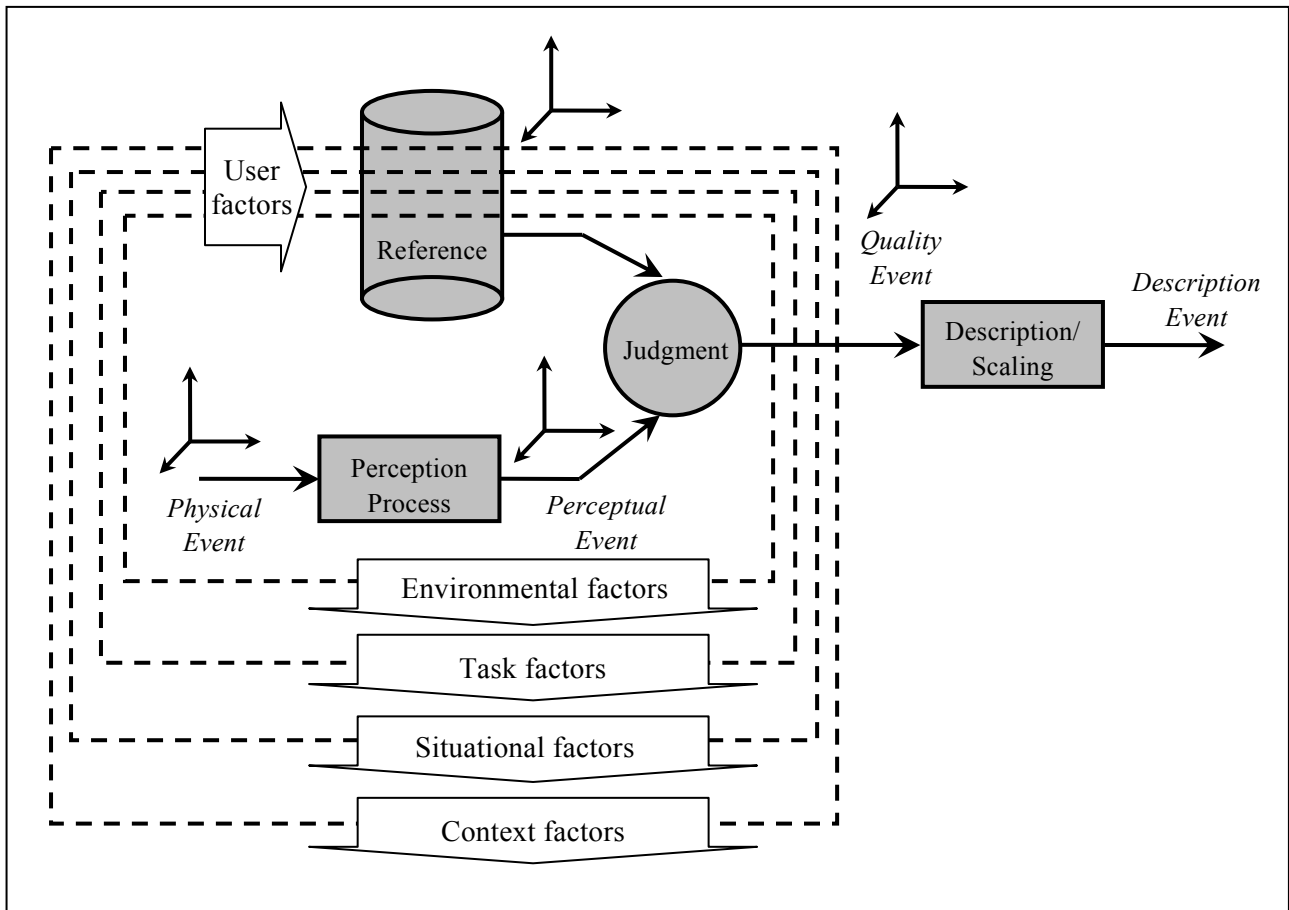 User
factors
Reference
Quality
Event
Description
Event
Judgment
Description/
Scaling
Perception
Process
Physical
Event
Perceptual
Event
Environmental factors
Task factors
Situational factors
Context factors